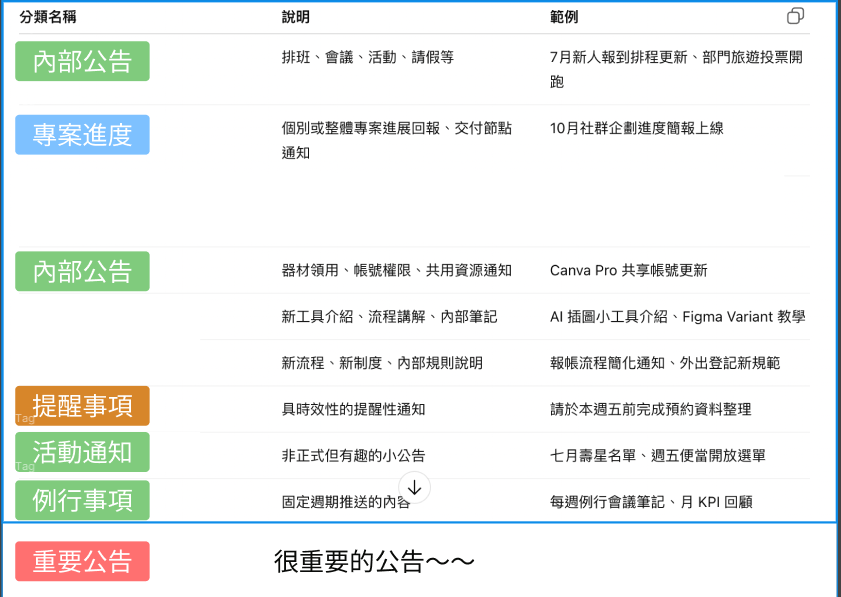 分類名稱 說明 範例
內部公告 排班、會議、活動、請假等 7月新人報到排程更新、部門旅遊投票開
跑
專案進度 個別或整體專案進展回報、交付節點 10月社群企劃進度簡報上線
通知
內部公告 器材領用、帳號權限、共用資源通知 Canva Pro 共享帳號更新
新工具介紹、流程講解、內部筆記 AI 插圖小工具介紹、Figma Variant 教學
新流程、新制度、內部規則說明 報帳流程簡化通知、外出登記新規範
提醒事項 具時效性的提醒性通知 請於本週五前完成預約資料整理
Tag
活動通知 非正式但有趣的小公告 七月壽星名單、週五便當開放選單
Tag
例行事項 固定週期推送的內容 每週例行會議筆記、月 KPI 回顧
重要公告 很重要的公告～～